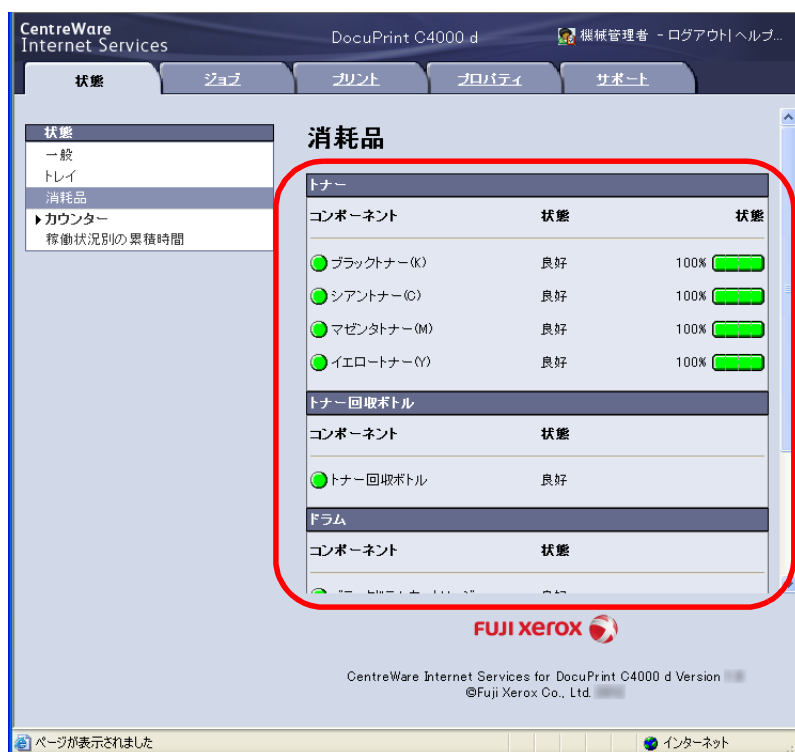 CentreWare
Internet Services
DocuPrint C4000 d
機械管理者 - ログアウト| ヘルプ...
状態
ジョブ
プリント
プロパティ
サポート
状態
一般
トレイ
消耗品
カウンター
稼働状況別の累積時間
消耗品
トナー
コンポーネント 状態 状態
ブラックトナー(K) 良好 100%
シアントナー(C) 良好 100%
マゼンタトナー(M) 良好 100%
イエロートナー(Y) 良好 100%
トナー回収ボトル
コンポーネント 状態
トナー回収ボトル 良好
ドラム
コンポーネント 状態
FUJI xerox
CentreWare Internet Services for DocuPrint C4000 d Version
©Fuji Xerox Co., Ltd.
ページが表示されました
インターネット